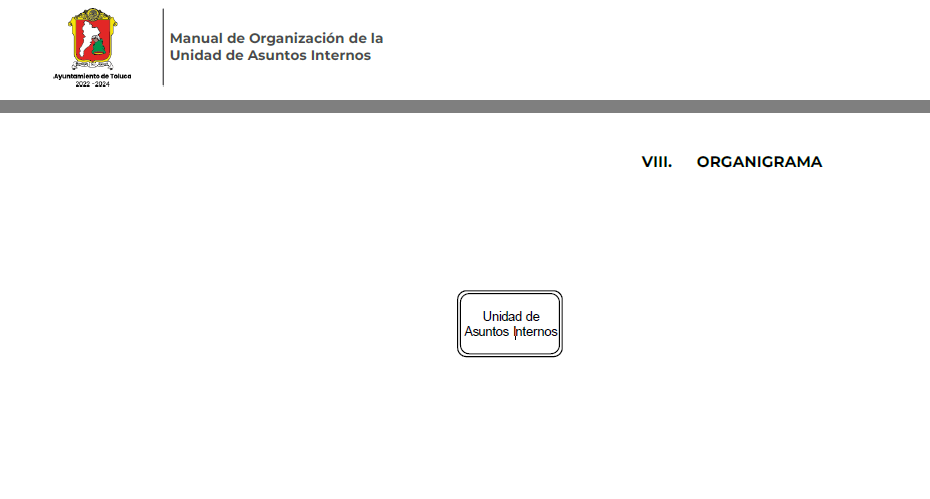 Manual de Organización de la
Unidad de Asuntos Internos
Ayuntamiento de Toluca
2022 - 2024
VIII. ORGANIGRAMA
Unidad de
Asuntos Internos